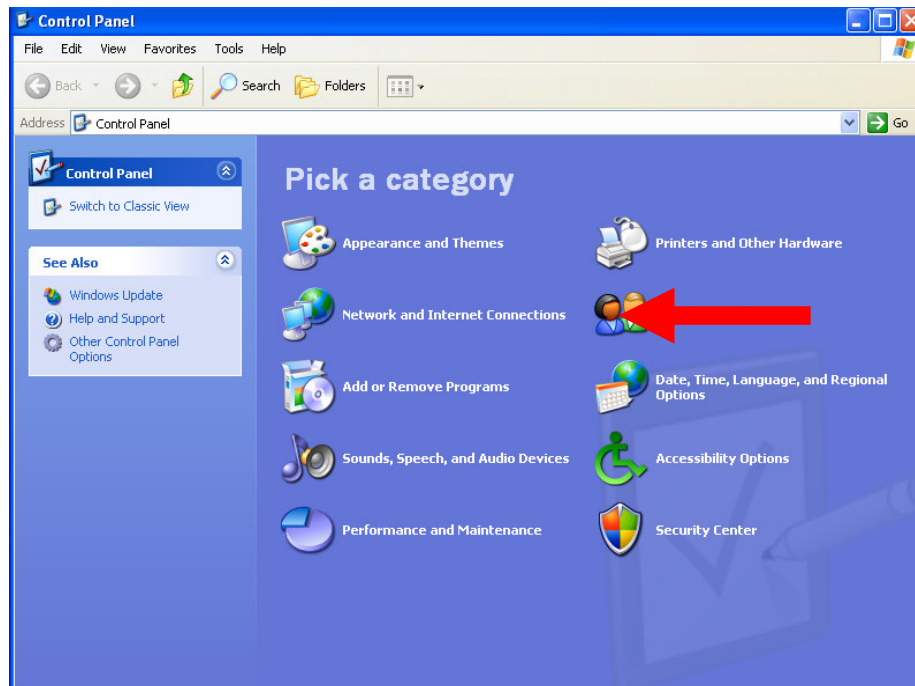 Control Panel
File Edit View Favorites Tools Help
Back Search Folders
Address Control Panel Go
Control Panel
Switch to Classic View
See Also
Windows Update
Help and Support
Other Control Panel
Options
Pick a category
Appearance and Themes
Printers and Other Hardware
Network and Internet Connections
Add or Remove Programs
Date, Time, Language, and Regional
Options
Sounds, Speech, and Audio Devices
Accessibility Options
Performance and Maintenance
Security Center